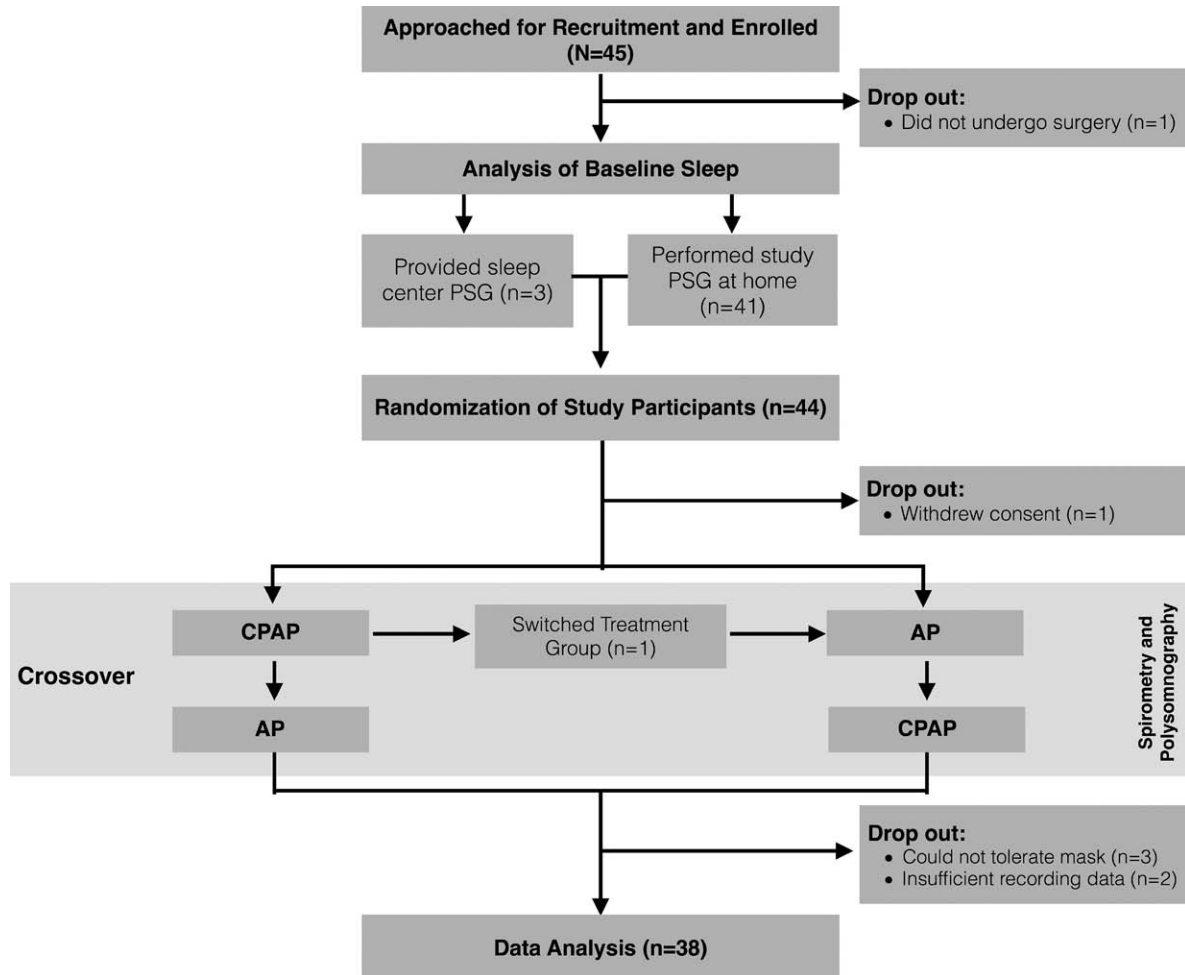 Approached for Recruitment and Enrolled
(N=45)
Drop out:
• Did not undergo surgery (n=1)
Analysis of Baseline Sleep
Provided sleep
center PSG (n=3)
Performed study
PSG at home
(n=41)
Randomization of Study Participants (n=44)
Drop out:
• Withdrew consent (n=1)
CPAP
Switched Treatment
Group (n=1)
AP
Crossover
AP
CPAP
Spirometry and
Polysomnography
Drop out:
• Could not tolerate mask (n=3)
• Insufficient recording data (n=2)
Data Analysis (n=38)